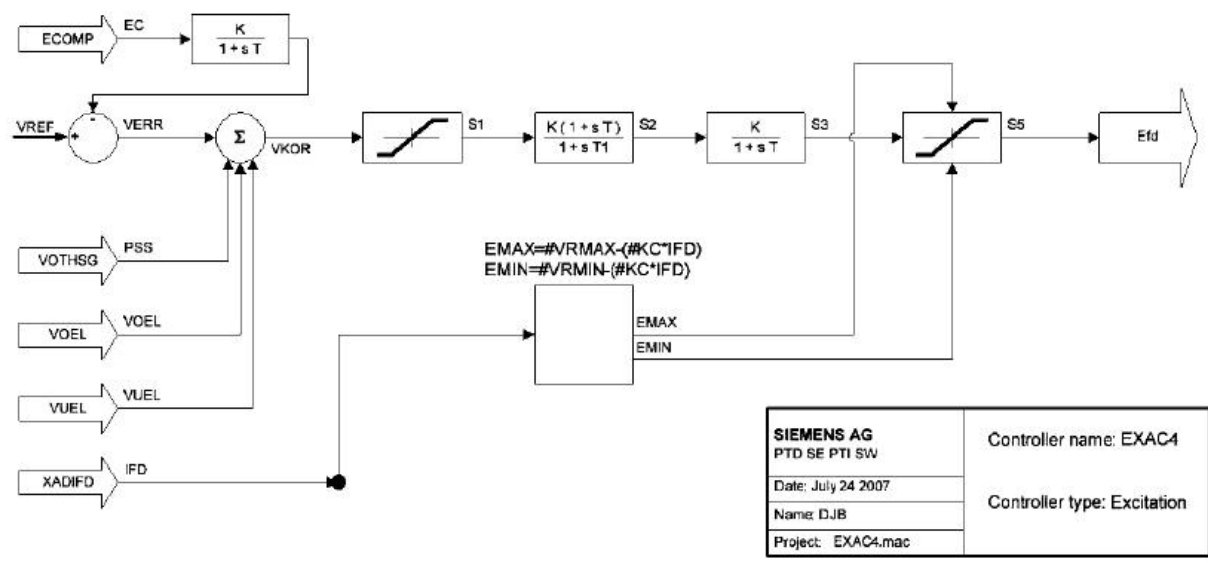 ECOMP
EC
K
1 + s T
VREF
+
-
VERR
Σ
VKOR
S1
K ( 1 + s T )
1 + s T1
S2
K
1 + s T
S3
S5
Efd
VOTHSG
PSS
EMAX=#VRMAX-(#KC*IFD)
EMIN=#VRMIN-(#KC*IFD)
VOEL
VOEL
EMAX
EMIN
VUEL
VUEL
XADIFD
IFD
SIEMENS AG
PTD SE PTI SW
Date: July 24 2007
Name: DJB
Project: EXAC4.mac
Controller name: EXAC4
Controller type: Excitation